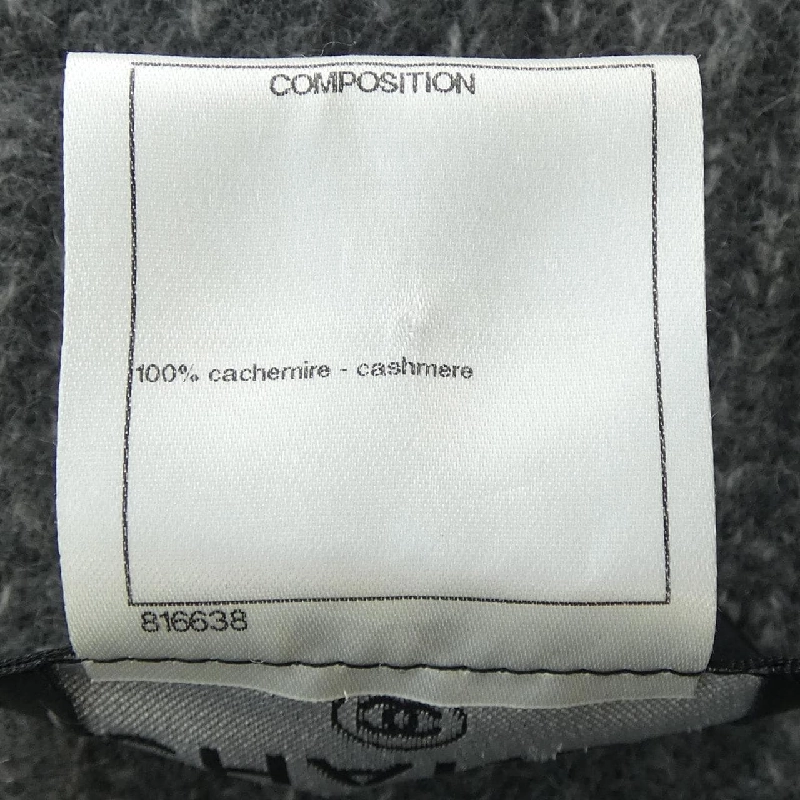 COMPOSITION
100% cachemire - cashmere
816638